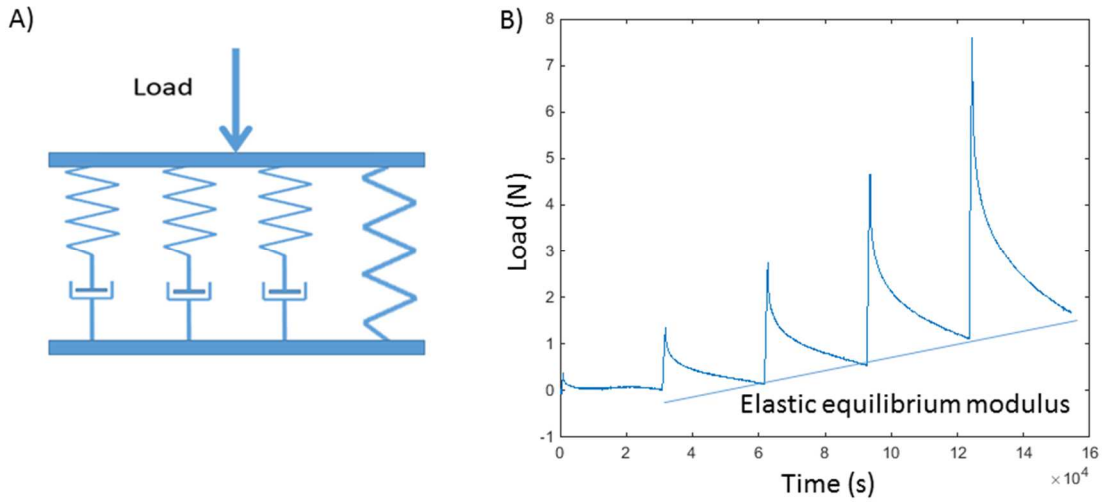 A)
Load
B)
Load (N)
8
7
6
5
4
3
2
1
0
-1
0 2 4 6 8 10 12 14 16
× 10⁴
Time (s)
Elastic equilibrium modulus